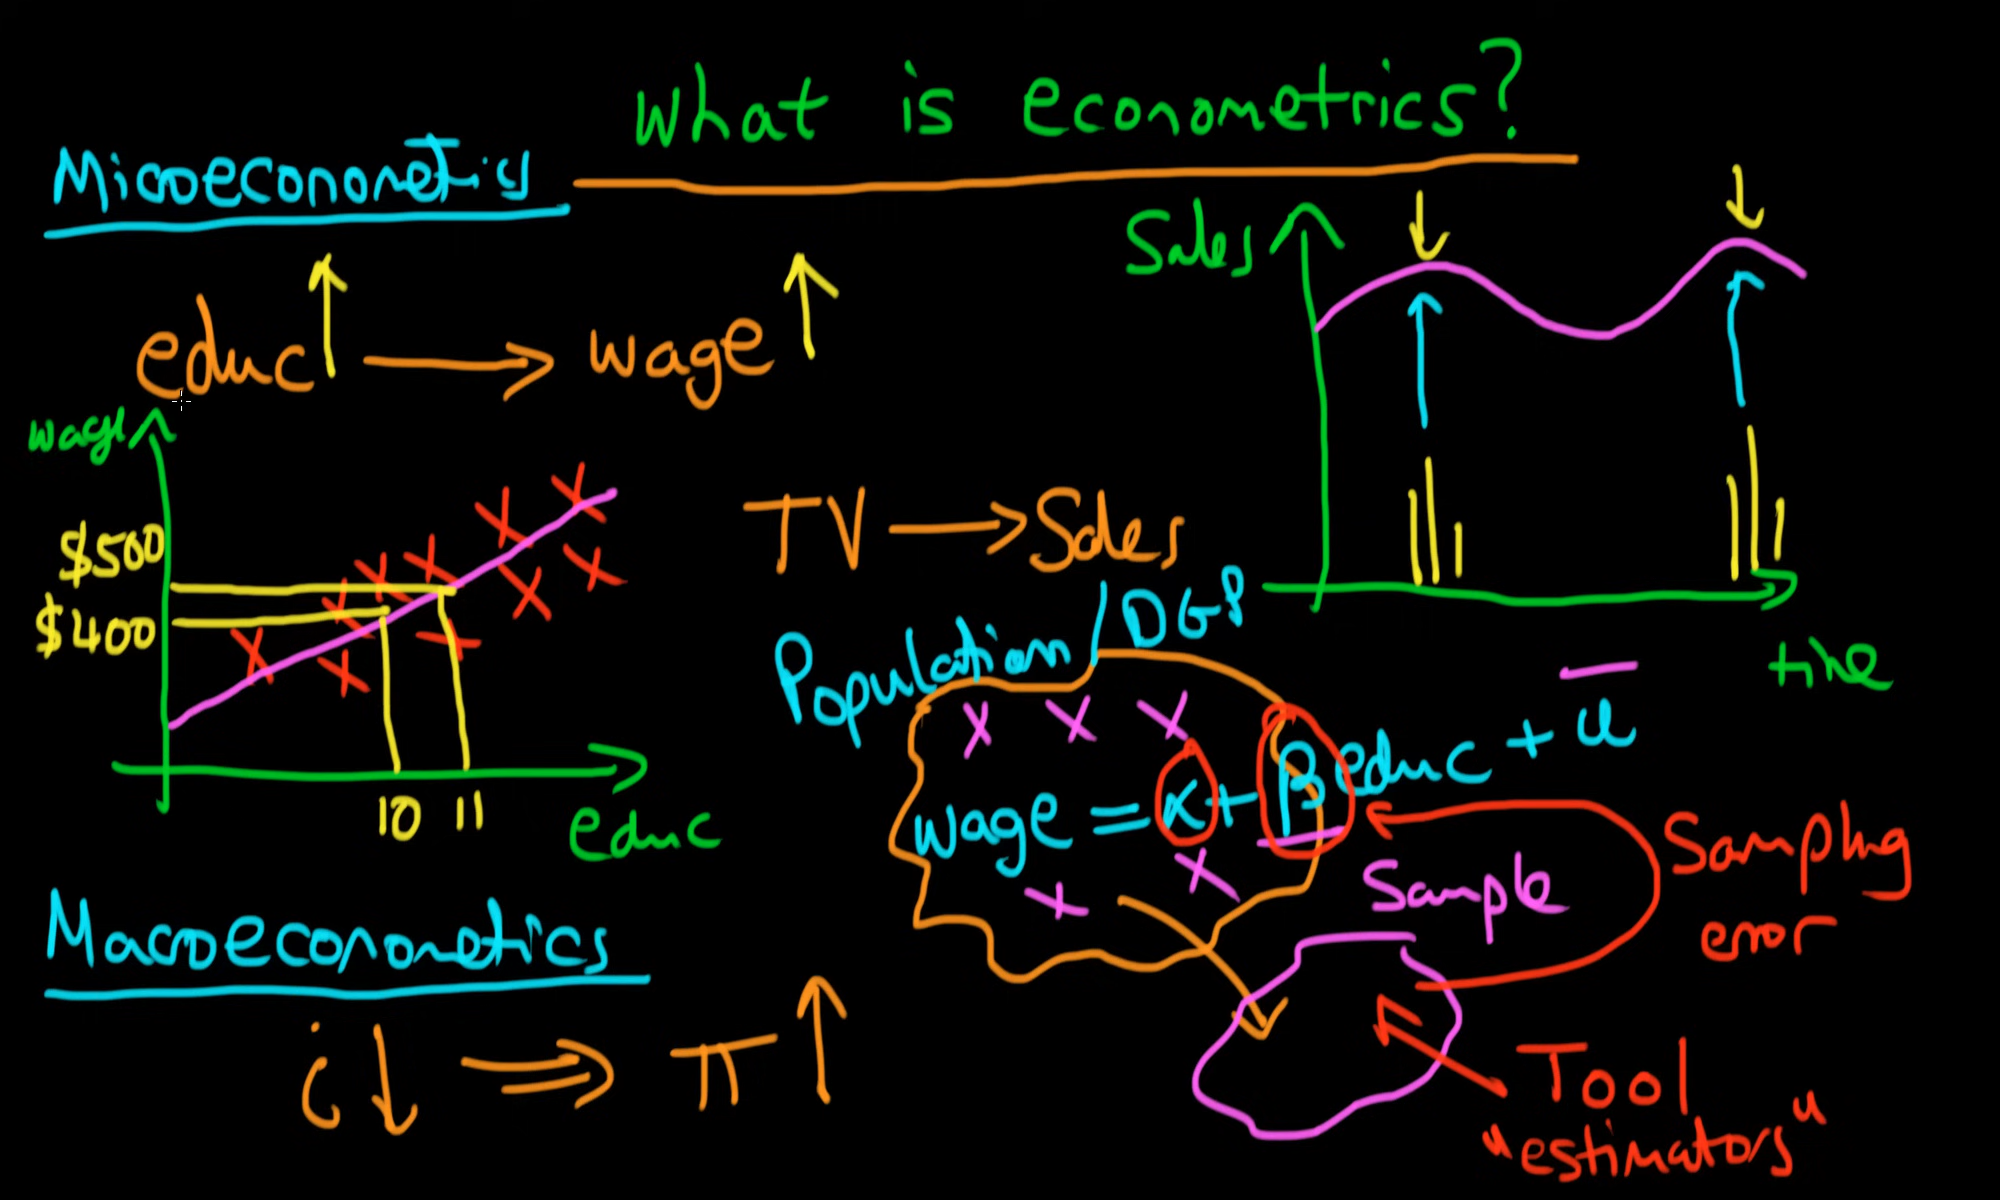 What is econometrics?
Microeconometrics
educ↑ → wage↑
wage
$500
$400
10 11
educ
Macroeconometrics
i↓ ⇒ π↑
Sales
time
TV → Sales
Population / DGP
x x x
wage = α + β educ + u
x x
Sample
Sampling
error
Tool
"estimators"